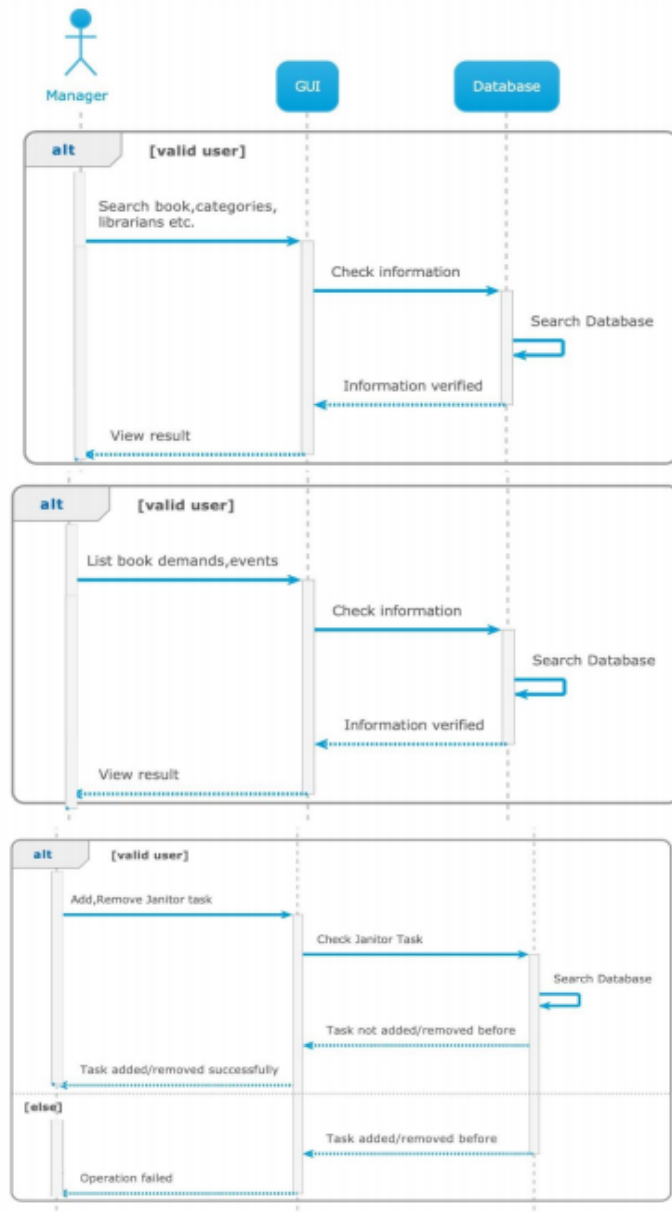 Manager
GUI
Database
alt
[valid user]
Search book,categories,
librarians etc.
Check information
Search Database
Information verified
View result
alt
[valid user]
List book demands,events
Check information
Search Database
Information verified
View result
alt
[valid user]
Add,Remove Janitor task
Check Janitor Task
Search Database
Task not added/removed before
Task added/removed successfully
[else]
Task added/removed before
Operation failed